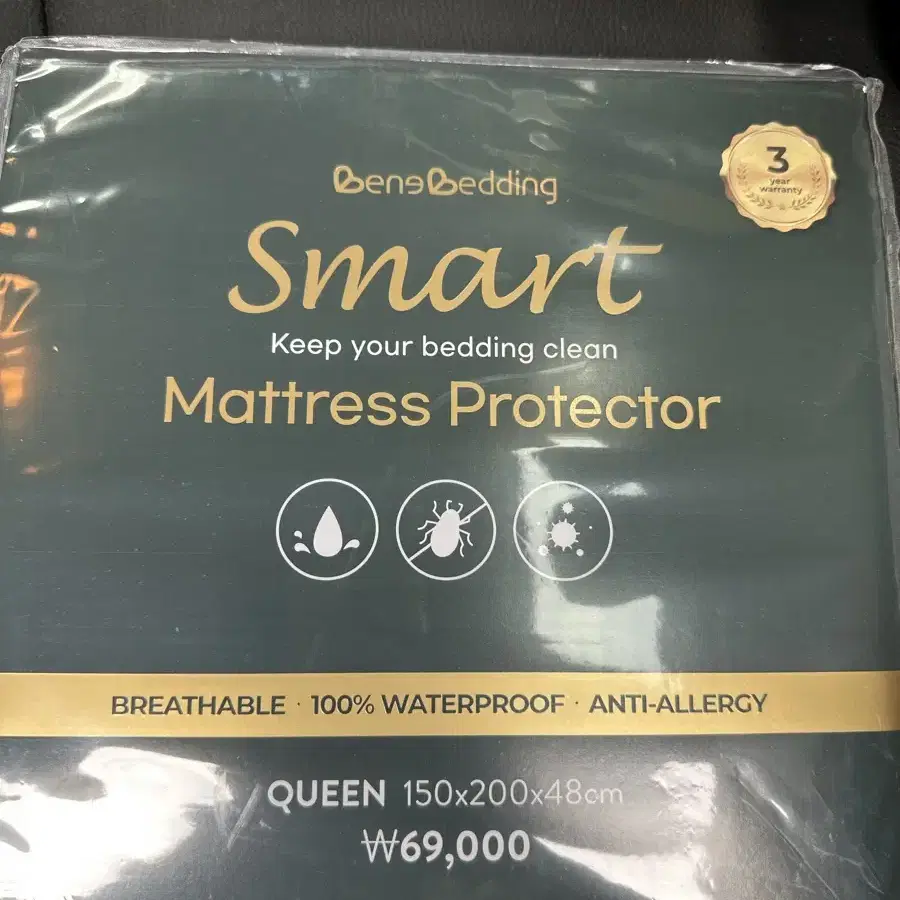 BeneBedding
3
year
warranty
Smart
Keep your bedding clean
Mattress Protector
BREATHABLE · 100% WATERPROOF · ANTI-ALLERGY
QUEEN 150x200x48cm
₩69,000